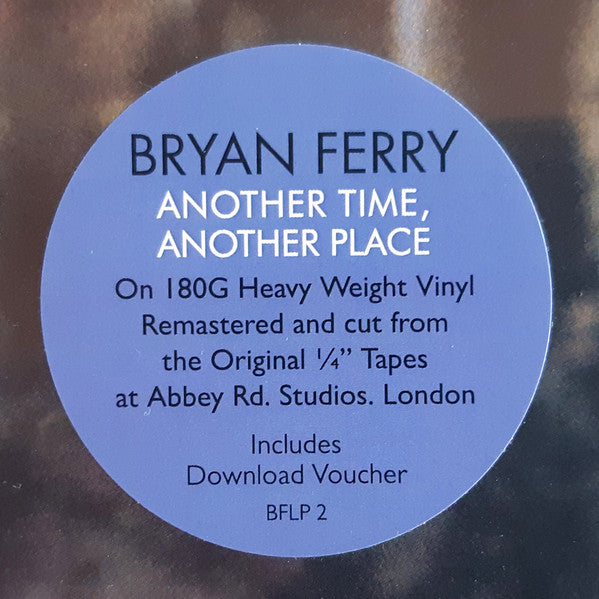 BRYAN FERRY
ANOTHER TIME,
ANOTHER PLACE
On 180G Heavy Weight Vinyl
Remastered and cut from
the Original ¼” Tapes
at Abbey Rd. Studios. London
Includes
Download Voucher
BFLP 2